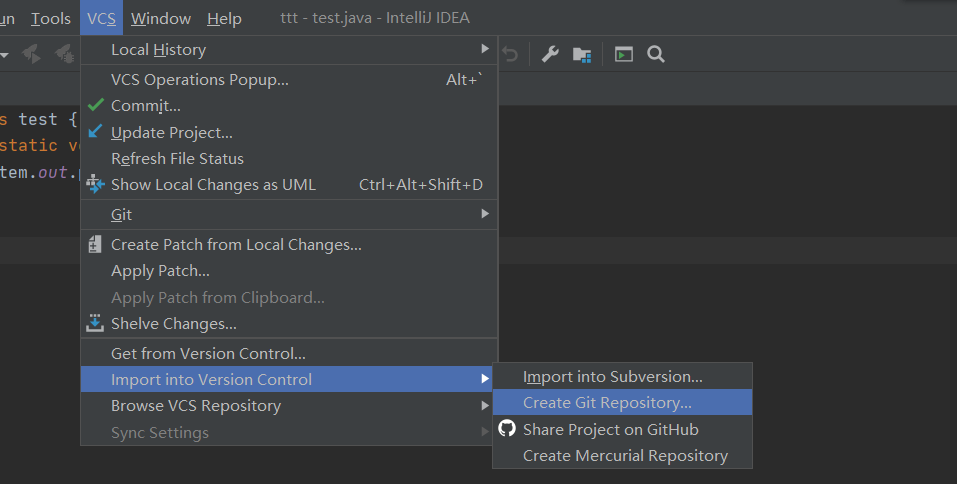 Tools VCS Window Help ttt - test.java - IntelliJ IDEA
Local History
VCS Operations Popup... Alt+`
Commit...
test {
Update Project...
static
Refresh File Status
.out.
Show Local Changes as UML Ctrl+Alt+Shift+D
Git
Create Patch from Local Changes...
Apply Patch...
Apply Patch from Clipboard...
Shelve Changes...
Get from Version Control...
Import into Version Control
Import into Subversion...
Create Git Repository...
Browse VCS Repository
Share Project on GitHub
Sync Settings
Create Mercurial Repository